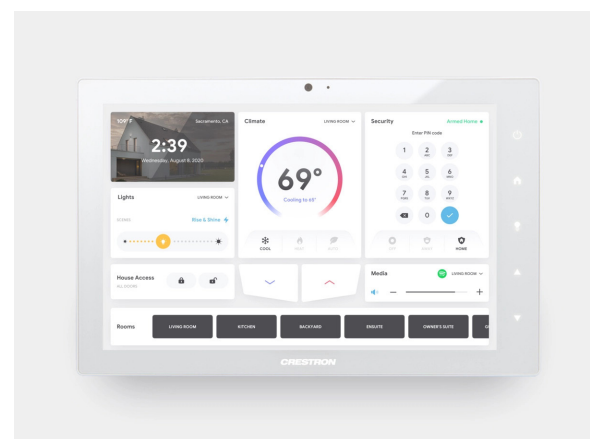 109° F
Sacramento, CA
2:39
Wednesday, August 8, 2020
Lights
LIVING ROOM
SCENES
Rise & Shine
House Access
ALL DOORS
Climate
LIVING ROOM
69°
Cooling to 68°
COOL
HEAT
AUTO
Security
Armed Home
Enter PIN code
1
2 ABC
3 DEF
4 GHI
5 JKL
6 MNO
7 PQRS
8 TUV
9 WXYZ
0
OFF
AWAY
HOME
Media
LIVING ROOM
Rooms
LIVING ROOM
KITCHEN
BACKYARD
ENSUITE
OWNER'S SUITE
CRESTRON